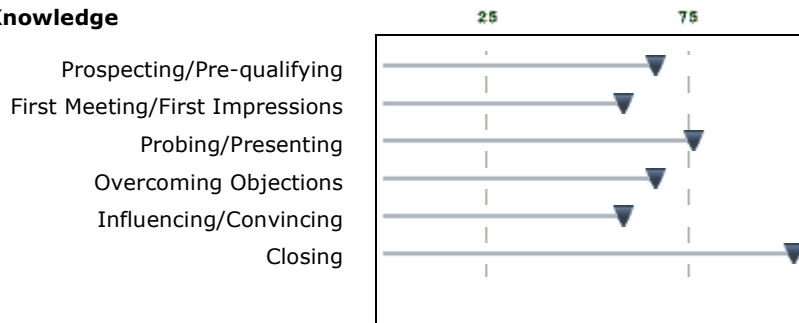 Knowledge 25 75
Prospecting/Pre-qualifying
First Meeting/First Impressions
Probing/Presenting
Overcoming Objections
Influencing/Convincing
Closing